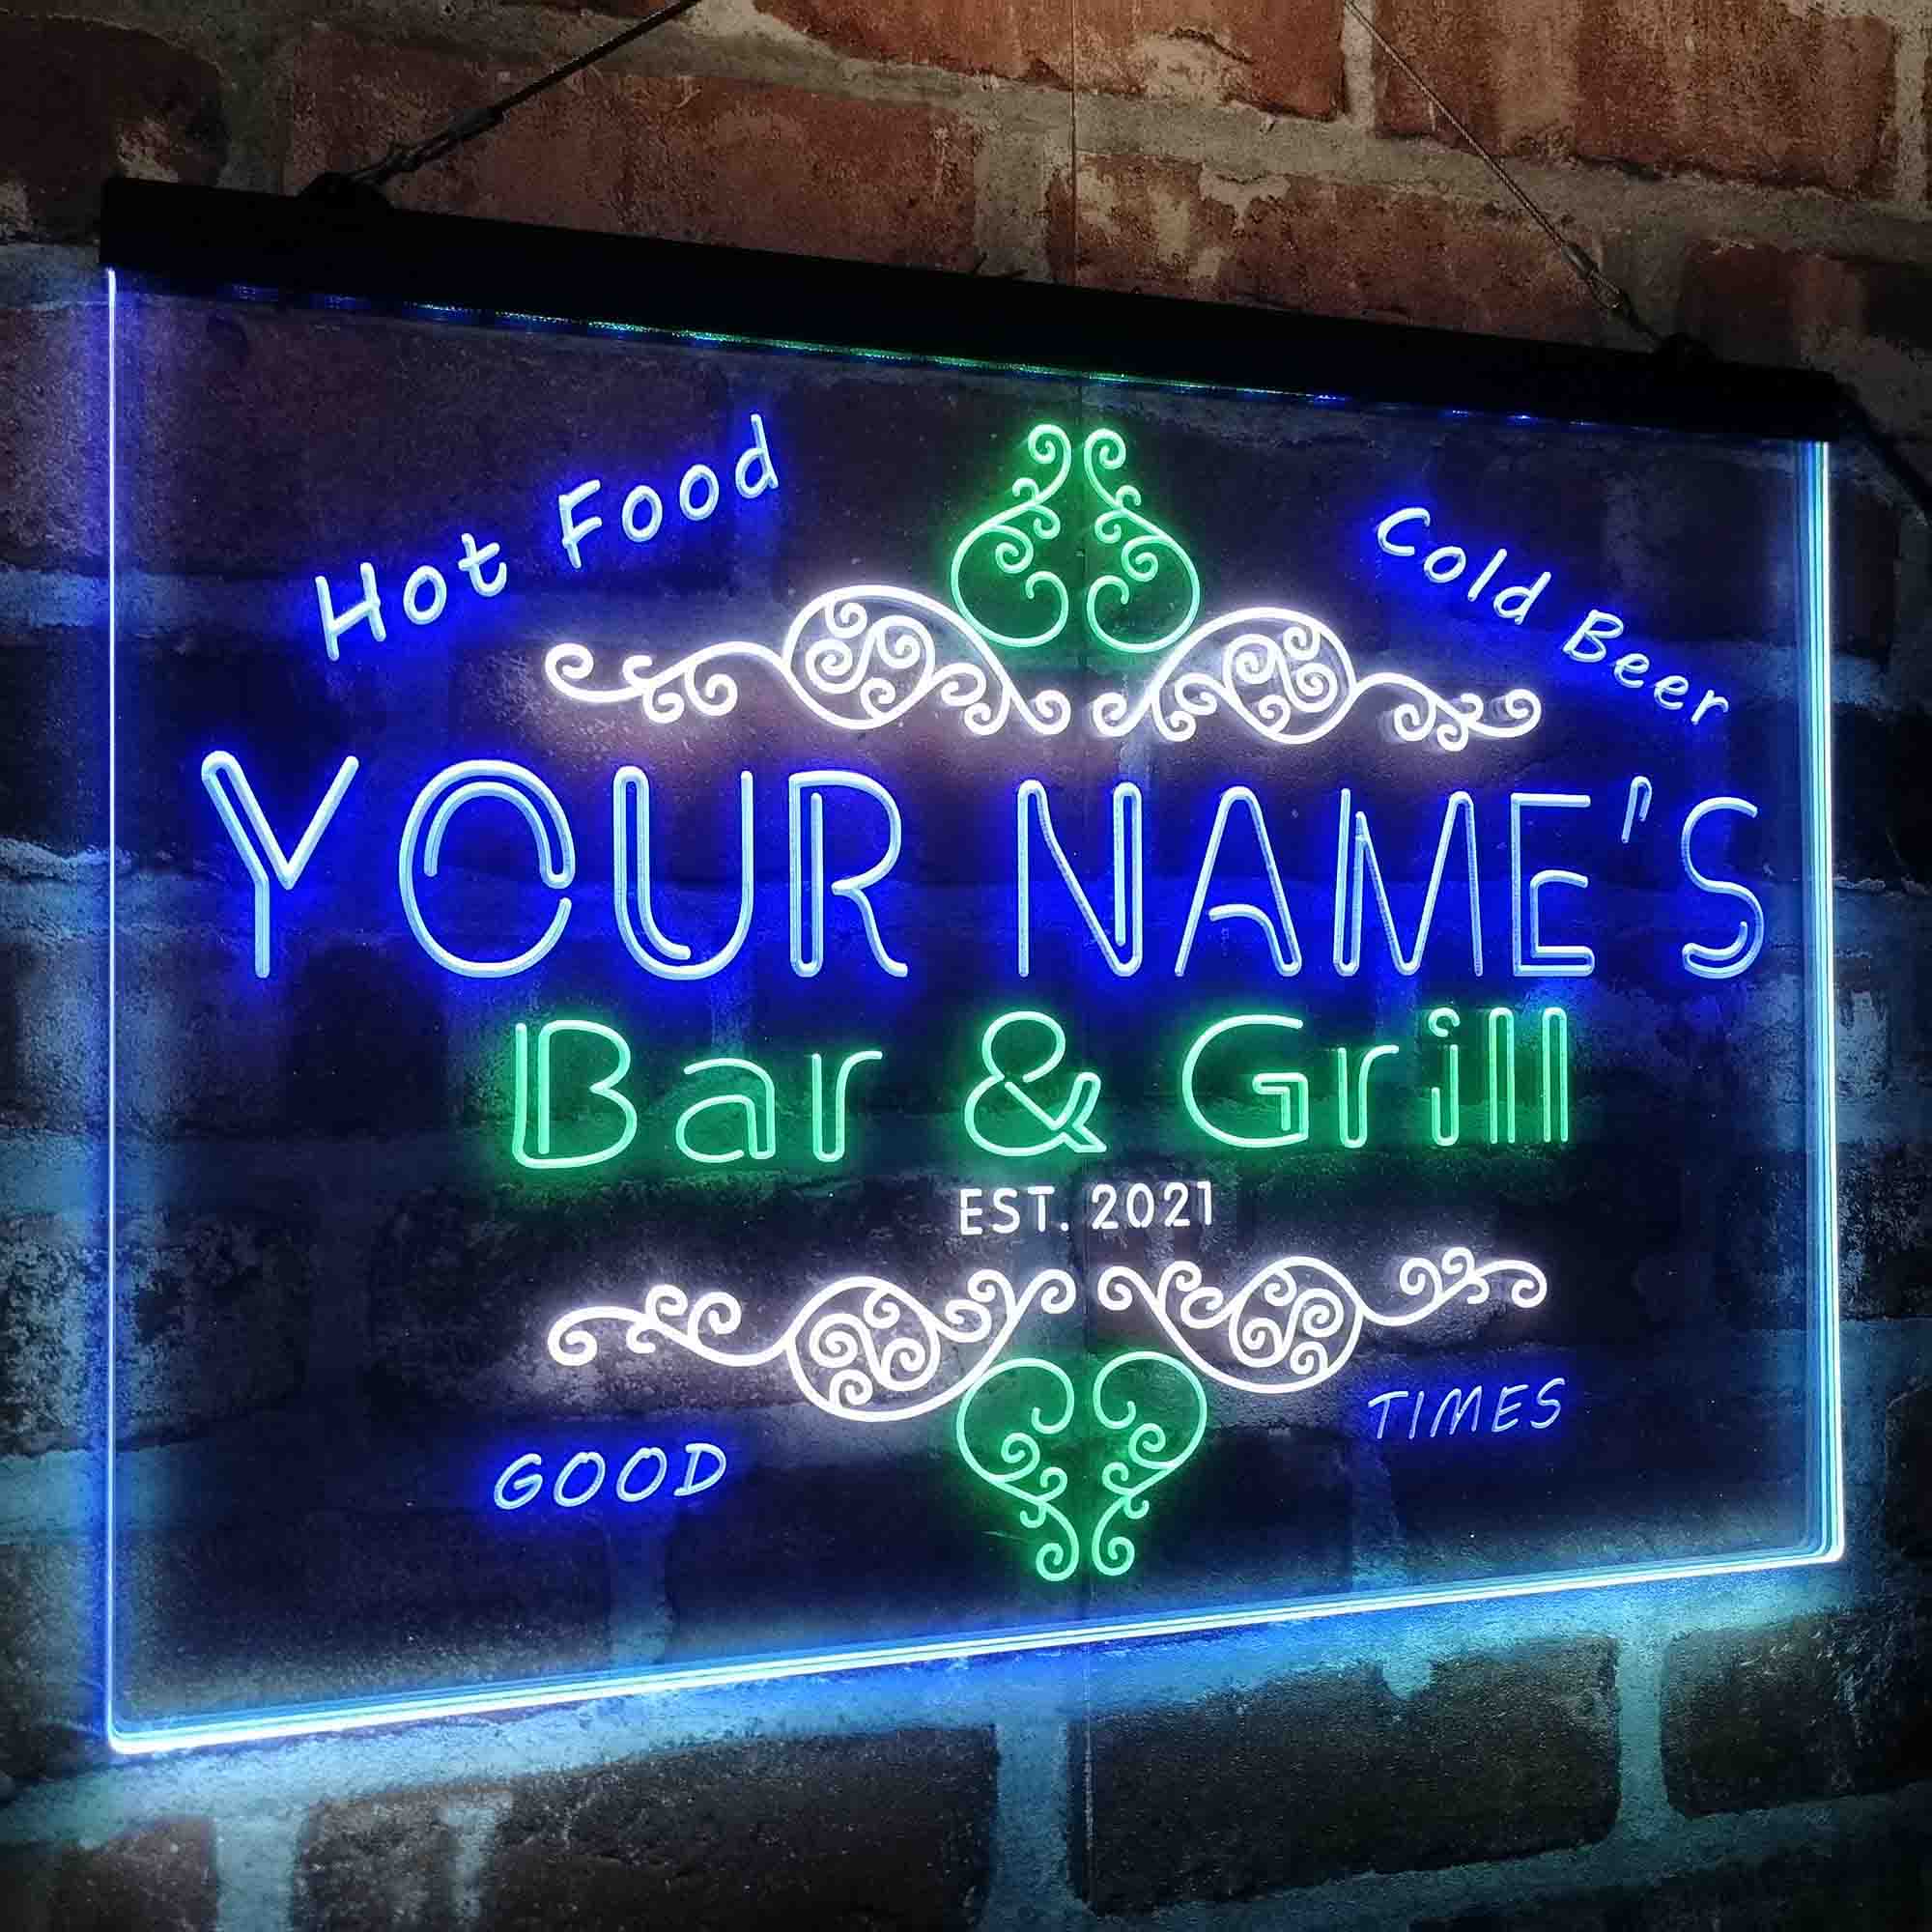 Hot Food
Cold Beer
YOUR NAME'S
Bar & Grill
EST. 2021
GOOD
TIMES